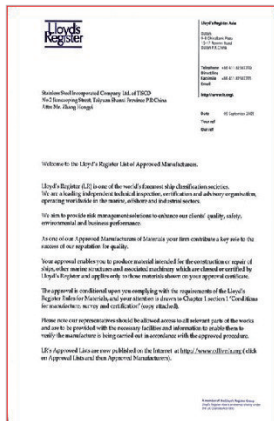 Lloyd's
Register
Lloyd's Register Asia
Stainless Steel Incorporated Company Ltd. of TISCO
No.2 Jiancaoping Street, Taiyuan Shanxi Province P.R.China
Attn: Mr. Zhang
Date
September 2005
Your ref
Our ref
Welcome to the Lloyd's Register List of Approved Manufacturers.
Lloyd's Register (LR) is one of the world's foremost ship classification societies.
We are a leading independent technical inspection, certification and advisory organisation,
operating worldwide in the marine, offshore and industrial sectors.
We aim to provide risk management solutions to enhance our clients' quality, safety,
environmental and business performance.
As one of our Approved Manufacturers of Materials your firm contributes a key role to the
success of our reputation for quality.
Your approval enables you to produce material intended for the construction or repair of
ships, other marine structures and associated machinery which are classed or certified by
Lloyd's Register and applies only to those materials shown on your approval certificate.
The approval is conditional upon you complying with the requirements of the Lloyd's
Register Rules for Materials, and your attention is drawn to Chapter 1 section 1 "Conditions
for manufacture, survey and certification" (copy attached).
Please note our representatives should be allowed access to all relevant parts of the works
and are to be provided with the necessary facilities and information to enable them to
verify the manufacture is being carried out in accordance with the approved procedure.
LR's Approved Lists are now published on the Internet at
(click
on Approved Lists and then Approved Manufacturers).